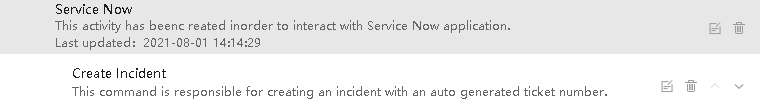 Service Now
This activity has beenc reated inorder to interact with Service Now application.
Last updated: 2021-08-01 14:14:29
Create Incident
This command is responsible for creating an incident with an auto generated ticket number.